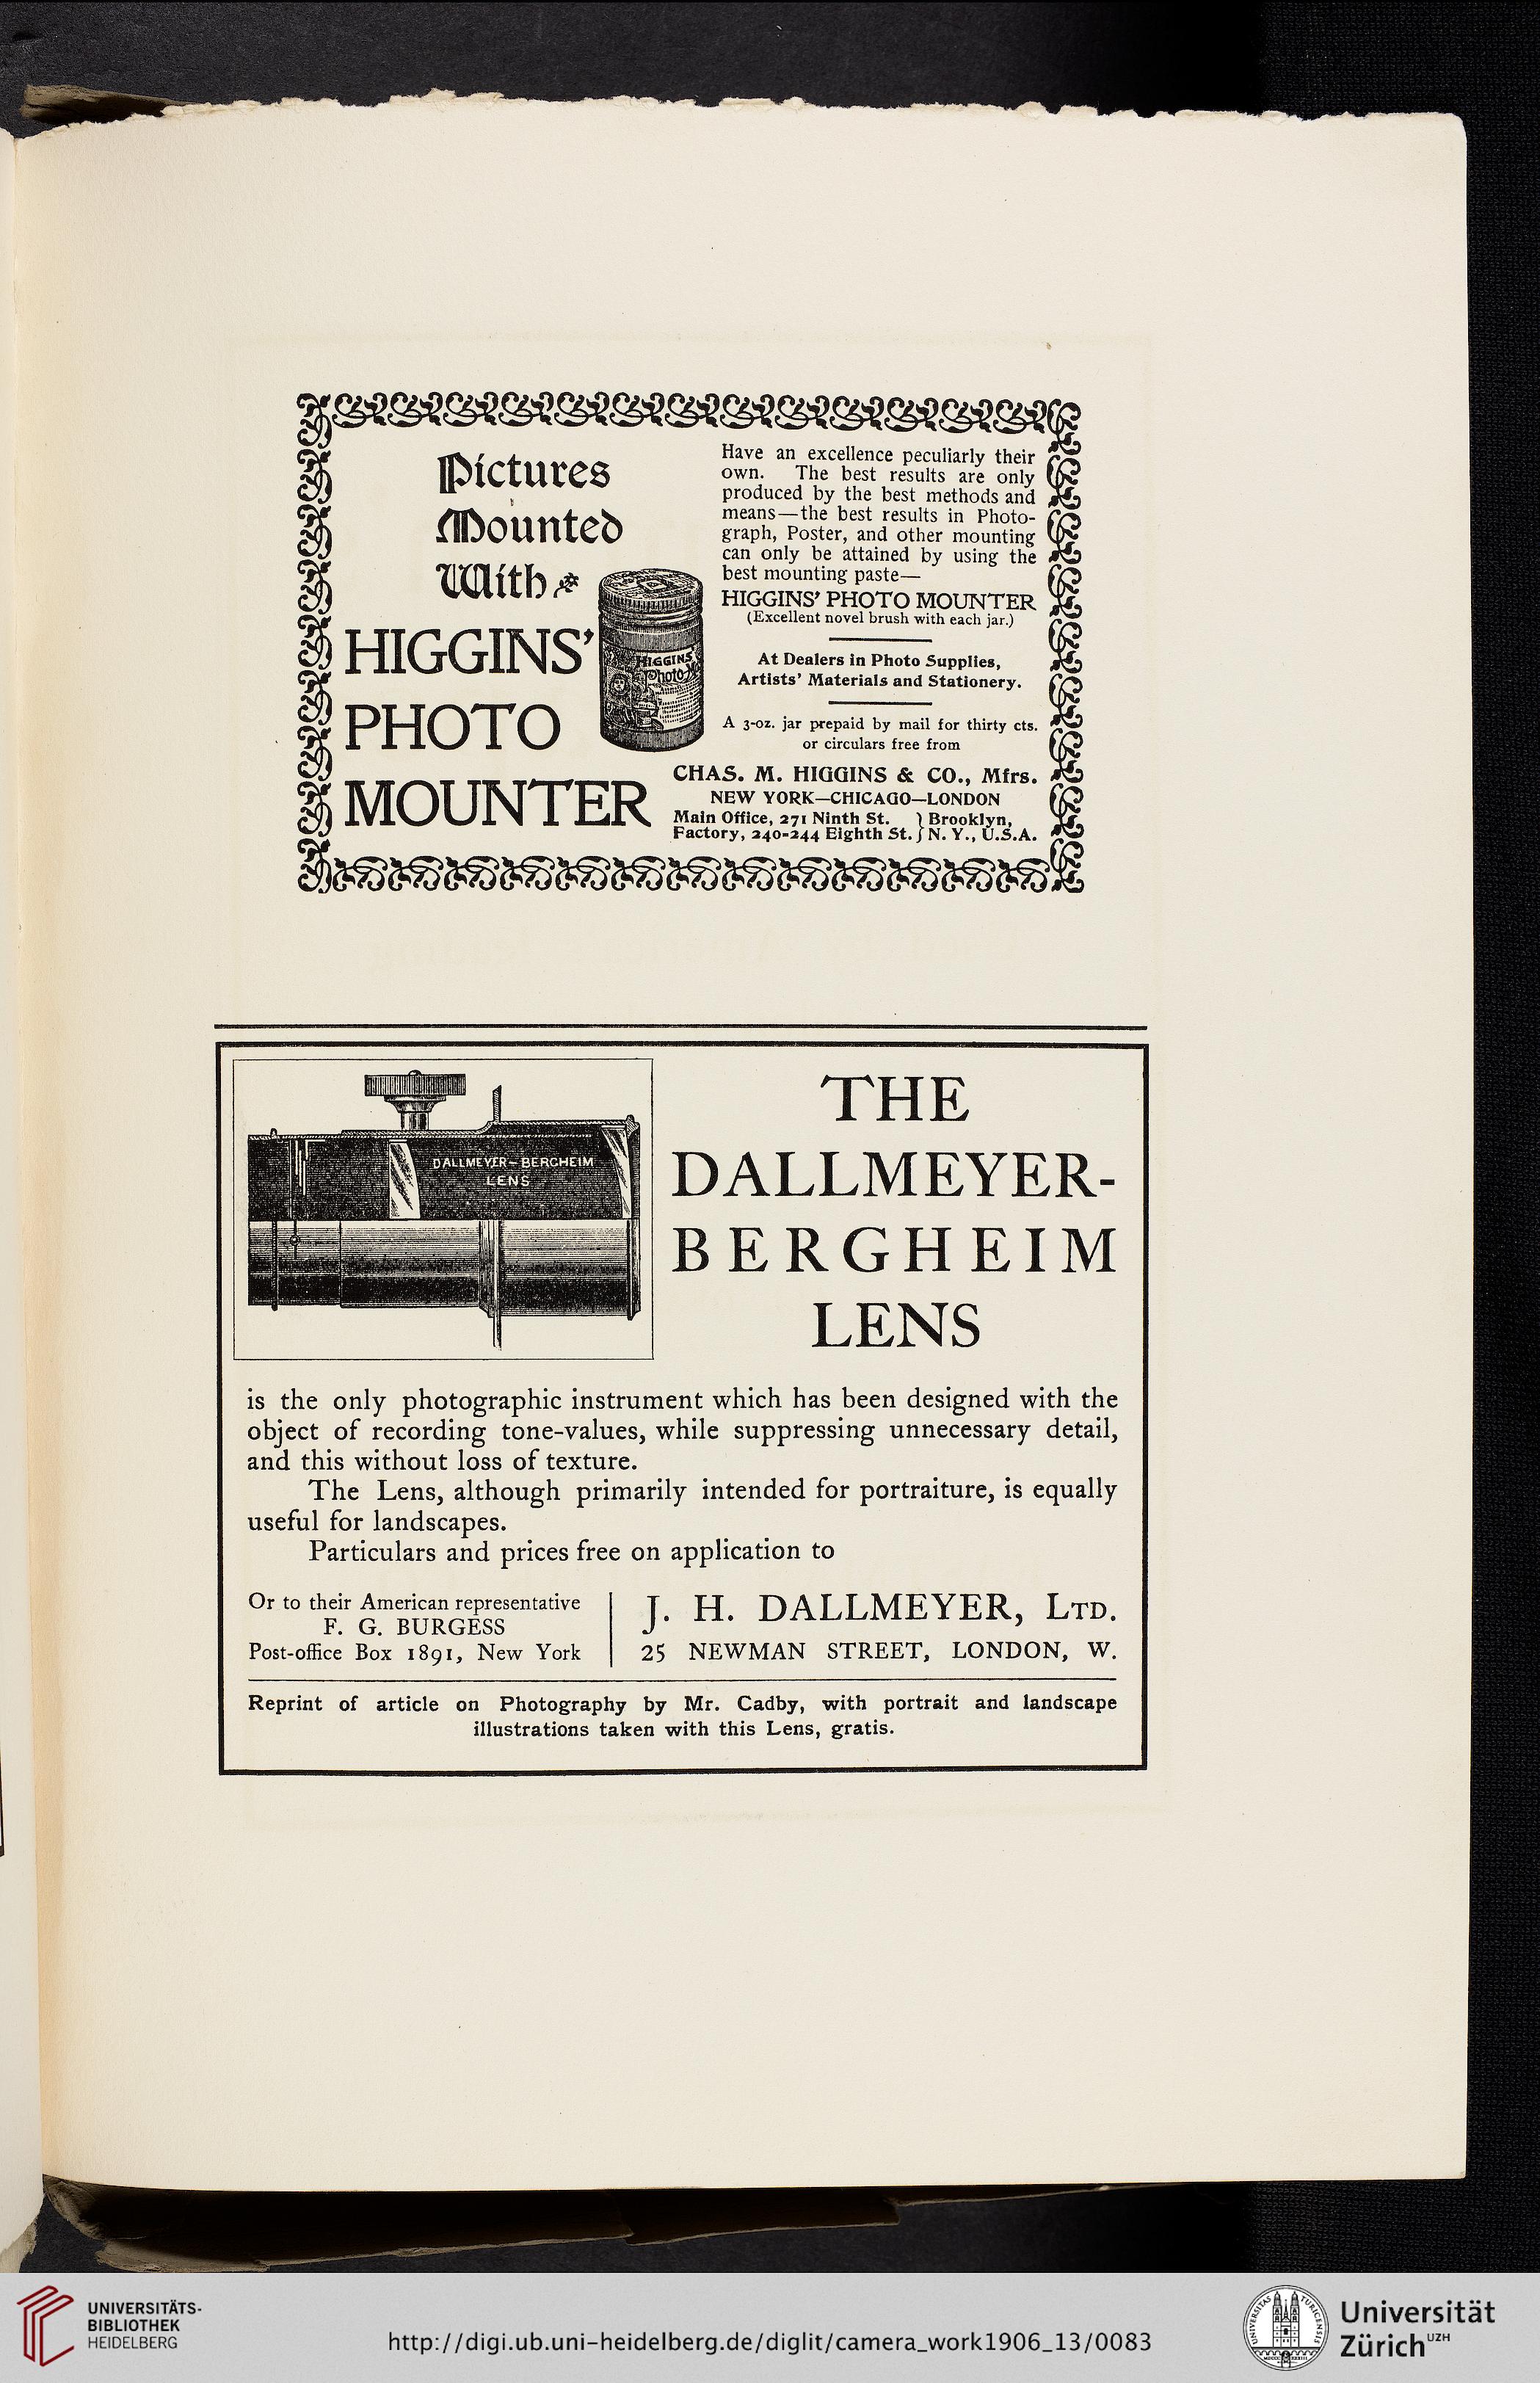 Pictures
Mounted
With
HIGGINS'
PHOTO
MOUNTER
HIGGINS'
Photo
Have an excellence peculiarly their
own. The best results are only
produced by the best methods and
means—the best results in Photo-
graph, Poster, and other mounting
can only be attained by using the
best mounting paste—
HIGGINS' PHOTO MOUNTER
(Excellent novel brush with each jar.)
At Dealers in Photo Supplies,
Artists' Materials and Stationery.
A 3-oz. jar prepaid by mail for thirty cts.
or circulars free from
CHAS. M. HIGGINS & CO., Mfrs.
NEW YORK—CHICAGO—LONDON
Main Office, 271 Ninth St. } Brooklyn,
Factory, 240-244 Eighth St. } N. Y., U.S.A.
DALLMEYER-BERGHEIM
LENS
THE
DALLMEYER-
BERGHEIM
LENS
is the only photographic instrument which has been designed with the
object of recording tone-values, while suppressing unnecessary detail,
and this without loss of texture.
The Lens, although primarily intended for portraiture, is equally
useful for landscapes.
Particulars and prices free on application to
Or to their American representative
F. G. BURGESS
Post-office Box 1891, New York
J. H. DALLMEYER, LTD.
25 NEWMAN STREET, LONDON, W.
Reprint of article on Photography by Mr. Cadby, with portrait and landscape
illustrations taken with this Lens, gratis.
UNIVERSITÄTS-
BIBLIOTHEK
HEIDELBERG
http://digi.ub.uni-heidelberg.de/diglit/camera_work1906_13/0083
Universität
Zürich UZH